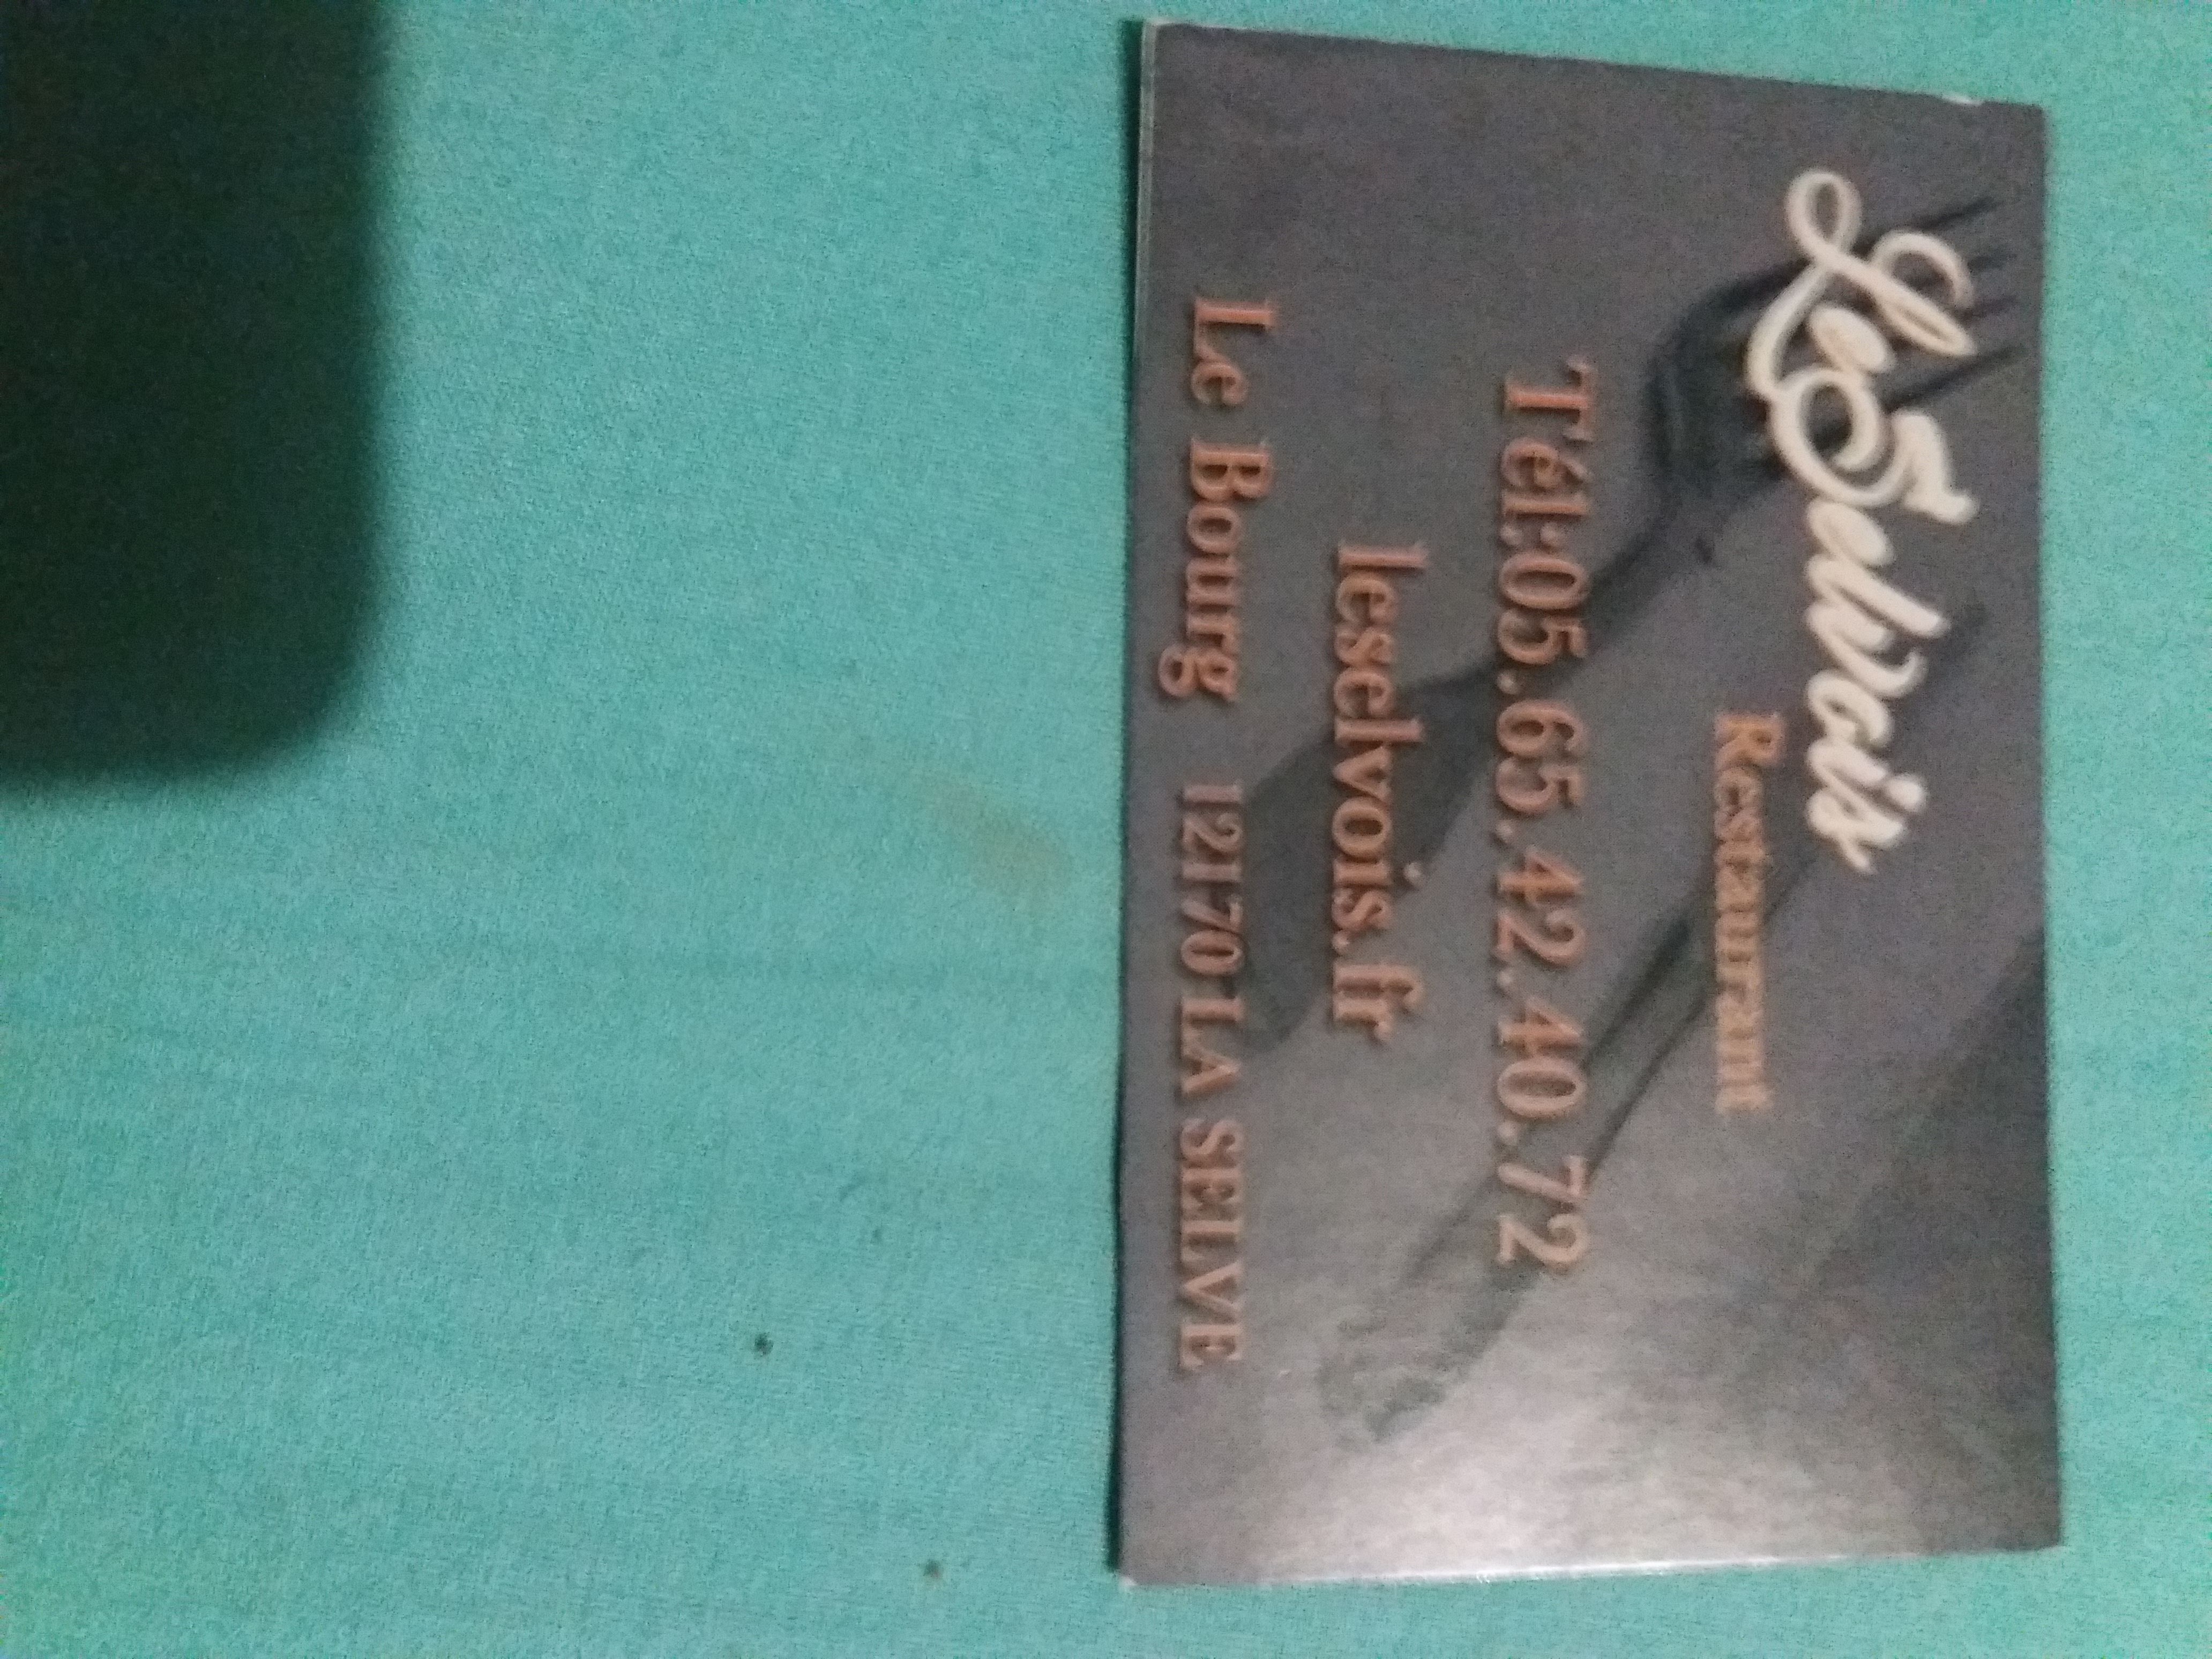 Le Selvois
Restaurant
Tél:05.65.42.40.72
leselvois.fr
Le Bourg 12170 LA SELVE